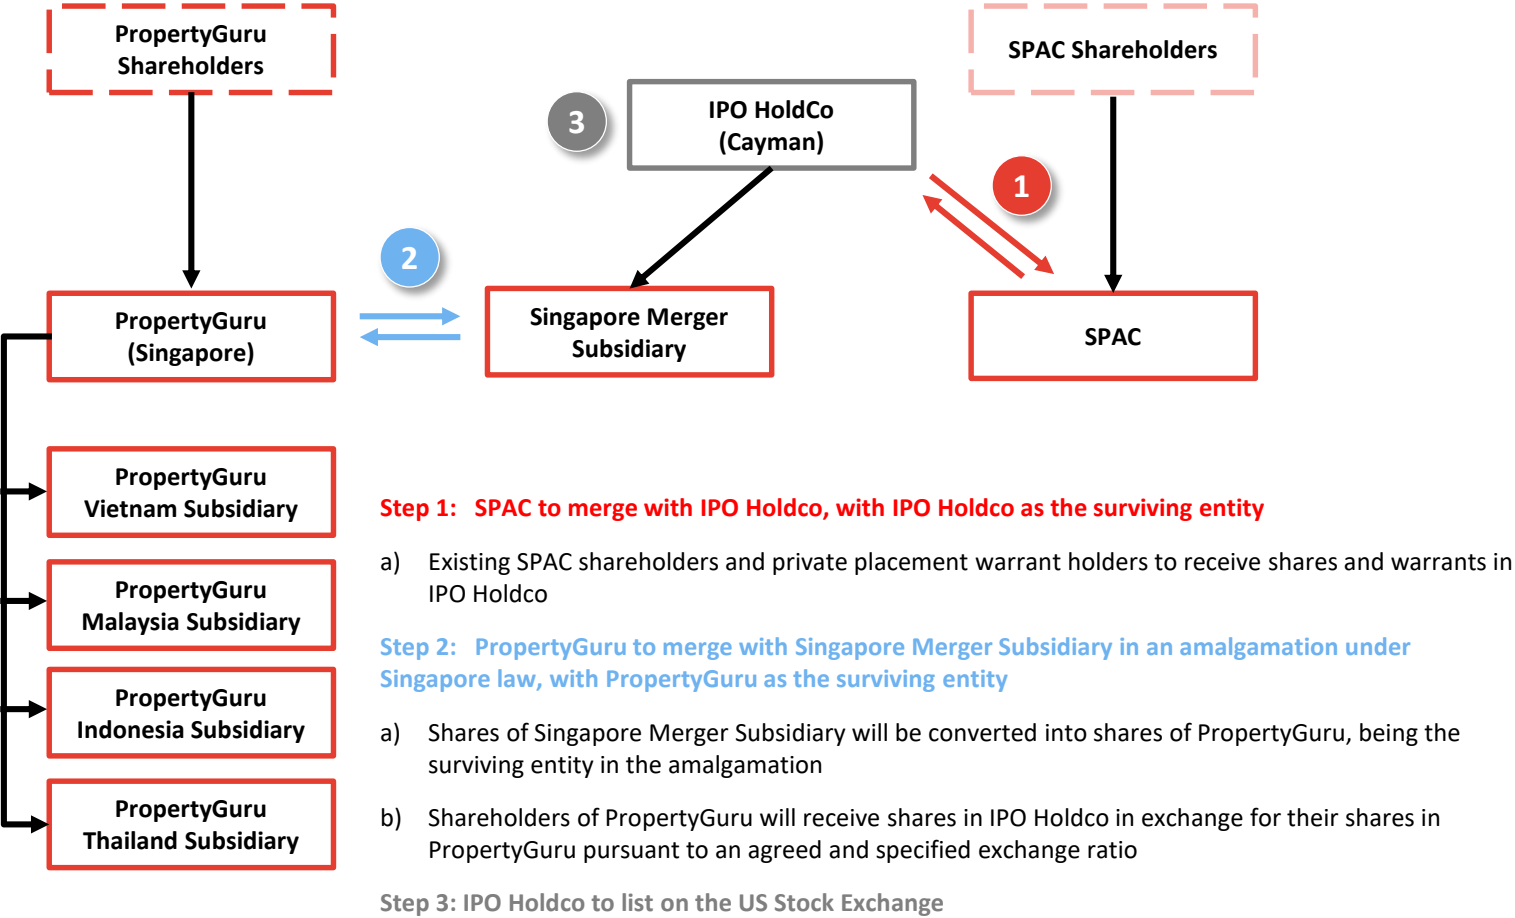 PropertyGuru
Shareholders
SPAC Shareholders
IPO HoldCo
(Cayman)
3
1
2
PropertyGuru
(Singapore)
Singapore Merger
Subsidiary
SPAC
PropertyGuru
Vietnam Subsidiary
PropertyGuru
Malaysia Subsidiary
PropertyGuru
Indonesia Subsidiary
PropertyGuru
Thailand Subsidiary
Step 1: SPAC to merge with IPO Holdco, with IPO Holdco as the surviving entity
a) Existing SPAC shareholders and private placement warrant holders to receive shares and warrants in
IPO Holdco
Step 2: PropertyGuru to merge with Singapore Merger Subsidiary in an amalgamation under
Singapore law, with PropertyGuru as the surviving entity
a) Shares of Singapore Merger Subsidiary will be converted into shares of PropertyGuru, being the
surviving entity in the amalgamation
b) Shareholders of PropertyGuru will receive shares in IPO Holdco in exchange for their shares in
PropertyGuru pursuant to an agreed and specified exchange ratio
Step 3: IPO Holdco to list on the US Stock Exchange